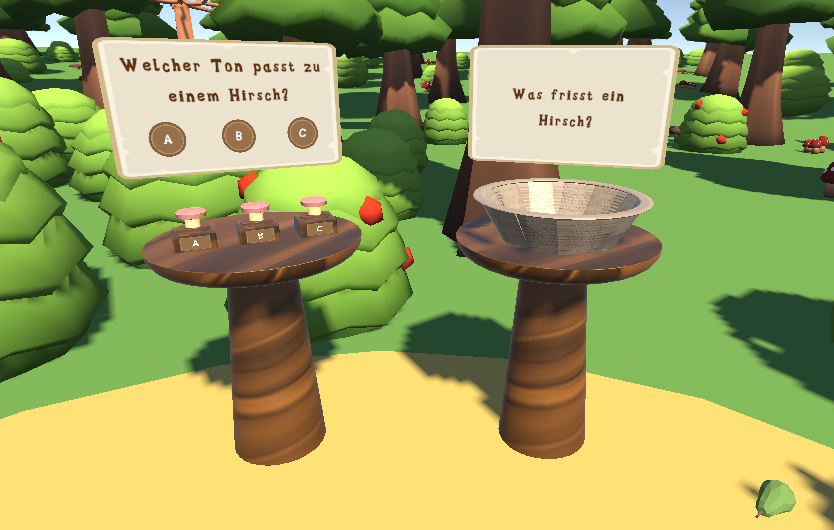 Welcher Ton passt zu
einem Hirsch?
A
B
C
A
B
C
Was frisst ein
Hirsch?